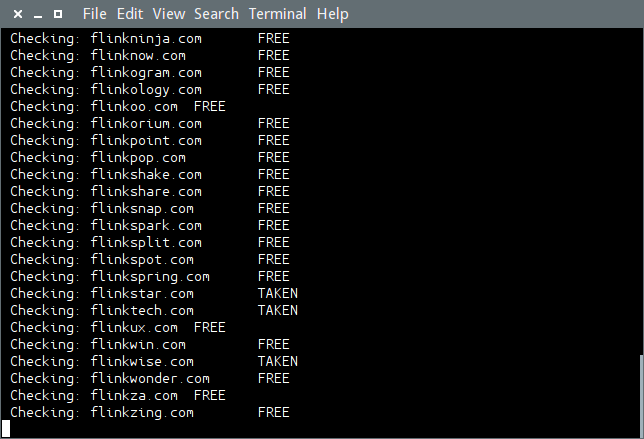 File Edit View Search Terminal Help
Checking: flinkninja.com FREE
Checking: flinknow.com FREE
Checking: flinkogram.com FREE
Checking: flinkology.com FREE
Checking: flinkoo.com FREE
Checking: flinkorium.com FREE
Checking: flinkpoint.com FREE
Checking: flinkpop.com FREE
Checking: flinkshake.com FREE
Checking: flinkshare.com FREE
Checking: flinksnap.com FREE
Checking: flinkspark.com FREE
Checking: flinksplit.com FREE
Checking: flinkspot.com FREE
Checking: flinkspring.com FREE
Checking: flinkstar.com TAKEN
Checking: flinktech.com TAKEN
Checking: flinkux.com FREE
Checking: flinkwin.com FREE
Checking: flinkwise.com TAKEN
Checking: flinkwonder.com FREE
Checking: flinkza.com FREE
Checking: flinkzing.com FREE